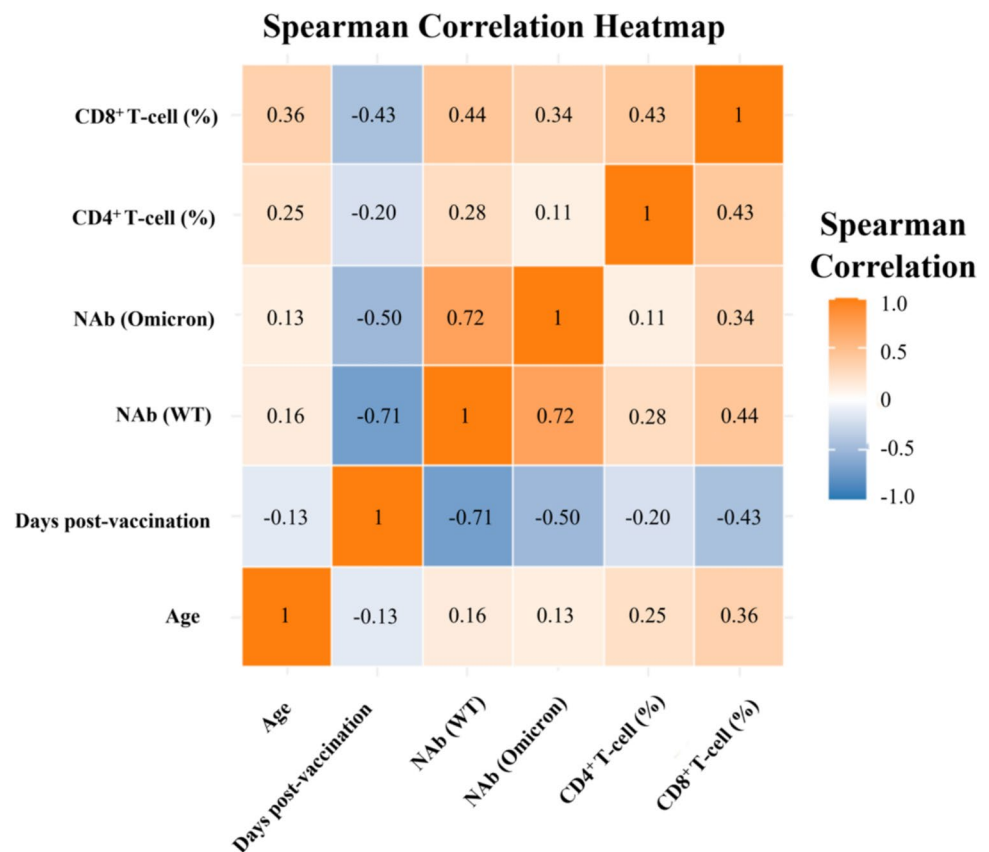 Spearman Correlation Heatmap
CD8⁺ T-cell (%) 0.36 -0.43 0.44 0.34 0.43 1
CD4⁺ T-cell (%) 0.25 -0.20 0.28 0.11 1 0.43
NAb (Omicron) 0.13 -0.50 0.72 1 0.11 0.34
NAb (WT) 0.16 -0.71 1 0.72 0.28 0.44
Days post-vaccination -0.13 1 -0.71 -0.50 -0.20 -0.43
Age 1 -0.13 0.16 0.13 0.25 0.36
Age
Days post-vaccination
NAb (WT)
NAb (Omicron)
CD4⁺ T-cell (%)
CD8⁺ T-cell (%)
Spearman
Correlation
1.0
0.5
0
-0.5
-1.0